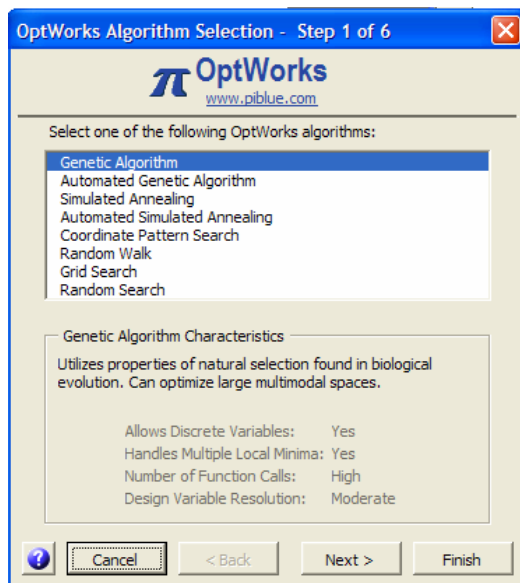 OptWorks Algorithm Selection - Step 1 of 6
π OptWorks
www.piblue.com
Select one of the following OptWorks algorithms:
Genetic Algorithm
Automated Genetic Algorithm
Simulated Annealing
Automated Simulated Annealing
Coordinate Pattern Search
Random Walk
Grid Search
Random Search
Genetic Algorithm Characteristics
Utilizes properties of natural selection found in biological
evolution. Can optimize large multimodal spaces.
Allows Discrete Variables: Yes
Handles Multiple Local Minima: Yes
Number of Function Calls: High
Design Variable Resolution: Moderate
? Cancel < Back Next > Finish